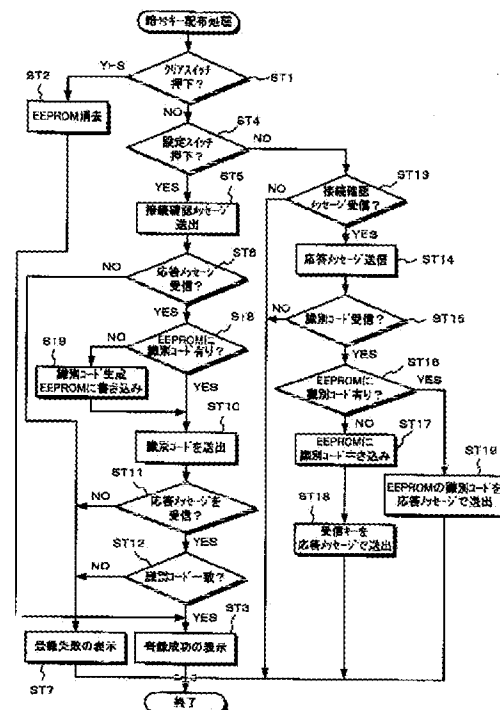 暗号キー配布処理
クリアスイッチ
押下?
YES
ST1
ST2
EEPROM消去
NO
ST4
設定スイッチ
押下?
NO
YES
ST5
接続確認メッセージ
送出
ST13
接続確認
メッセージ受信?
NO
YES
応答メッセージ送信
ST14
ST6
応答メッセージ
受信?
NO
YES
識別コード受信?
NO
ST15
YES
ST8
EEPROMに
識別コード有り?
NO
YES
ST9
識別コード生成
EEPROMに書き込み
ST16
EEPROMに
識別コード有り?
YES
NO
ST17
EEPROMに
識別コード書き込み
ST10
識別コードを送出
ST19
EEPROMの識別コードを
応答メッセージで送出
ST11
応答メッセージを
受信?
NO
YES
ST18
受信キーを
応答メッセージで送出
ST12
識別コード一致?
NO
YES
ST3
登録失敗の表示
登録成功の表示
ST7
終了